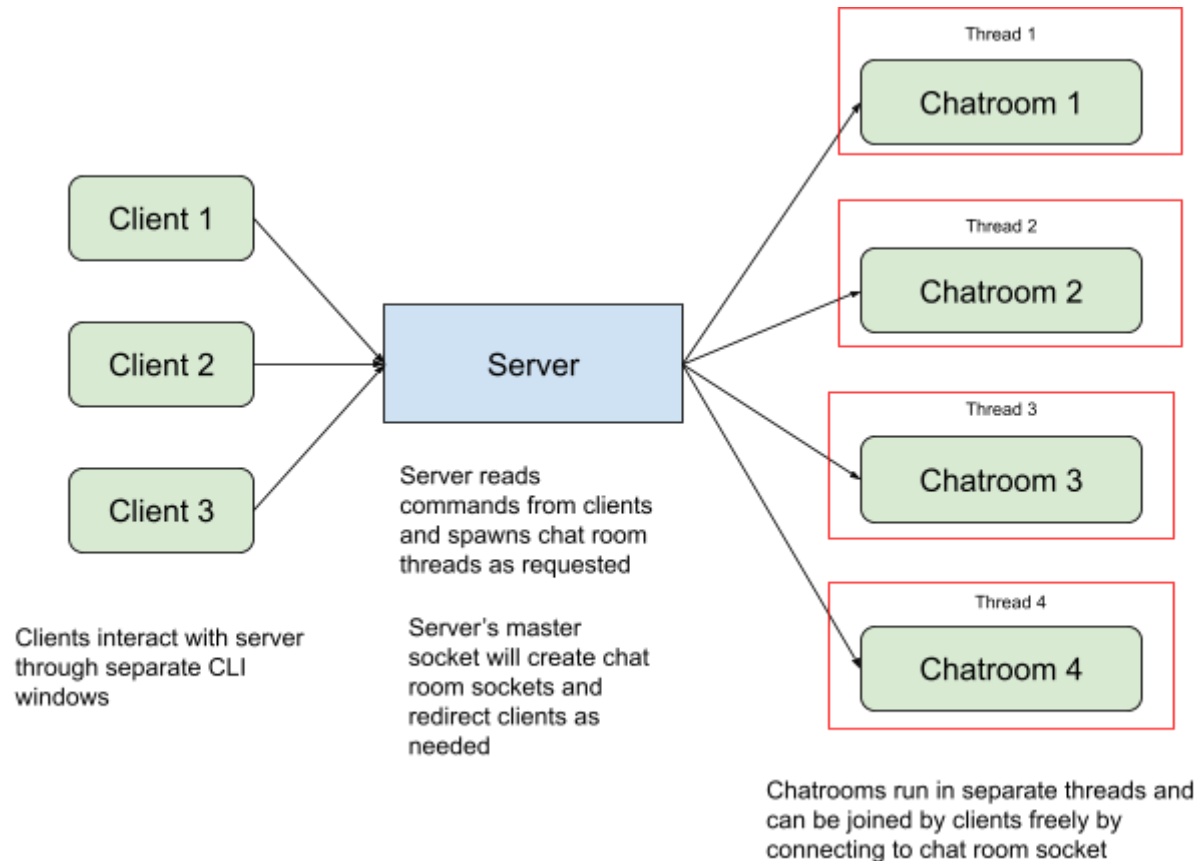 Client 1
Client 2
Client 3
Clients interact with server
through separate CLI
windows
Server
Server reads
commands from clients
and spawns chat room
threads as requested
Server's master
socket will create chat
room sockets and
redirect clients as
needed
Thread 1
Chatroom 1
Thread 2
Chatroom 2
Thread 3
Chatroom 3
Thread 4
Chatroom 4
Chatrooms run in separate threads and
can be joined by clients freely by
connecting to chat room socket